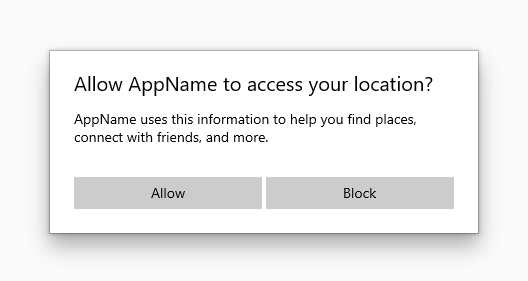 Allow AppName to access your location?
AppName uses this information to help you find places,
connect with friends, and more.
Allow
Block